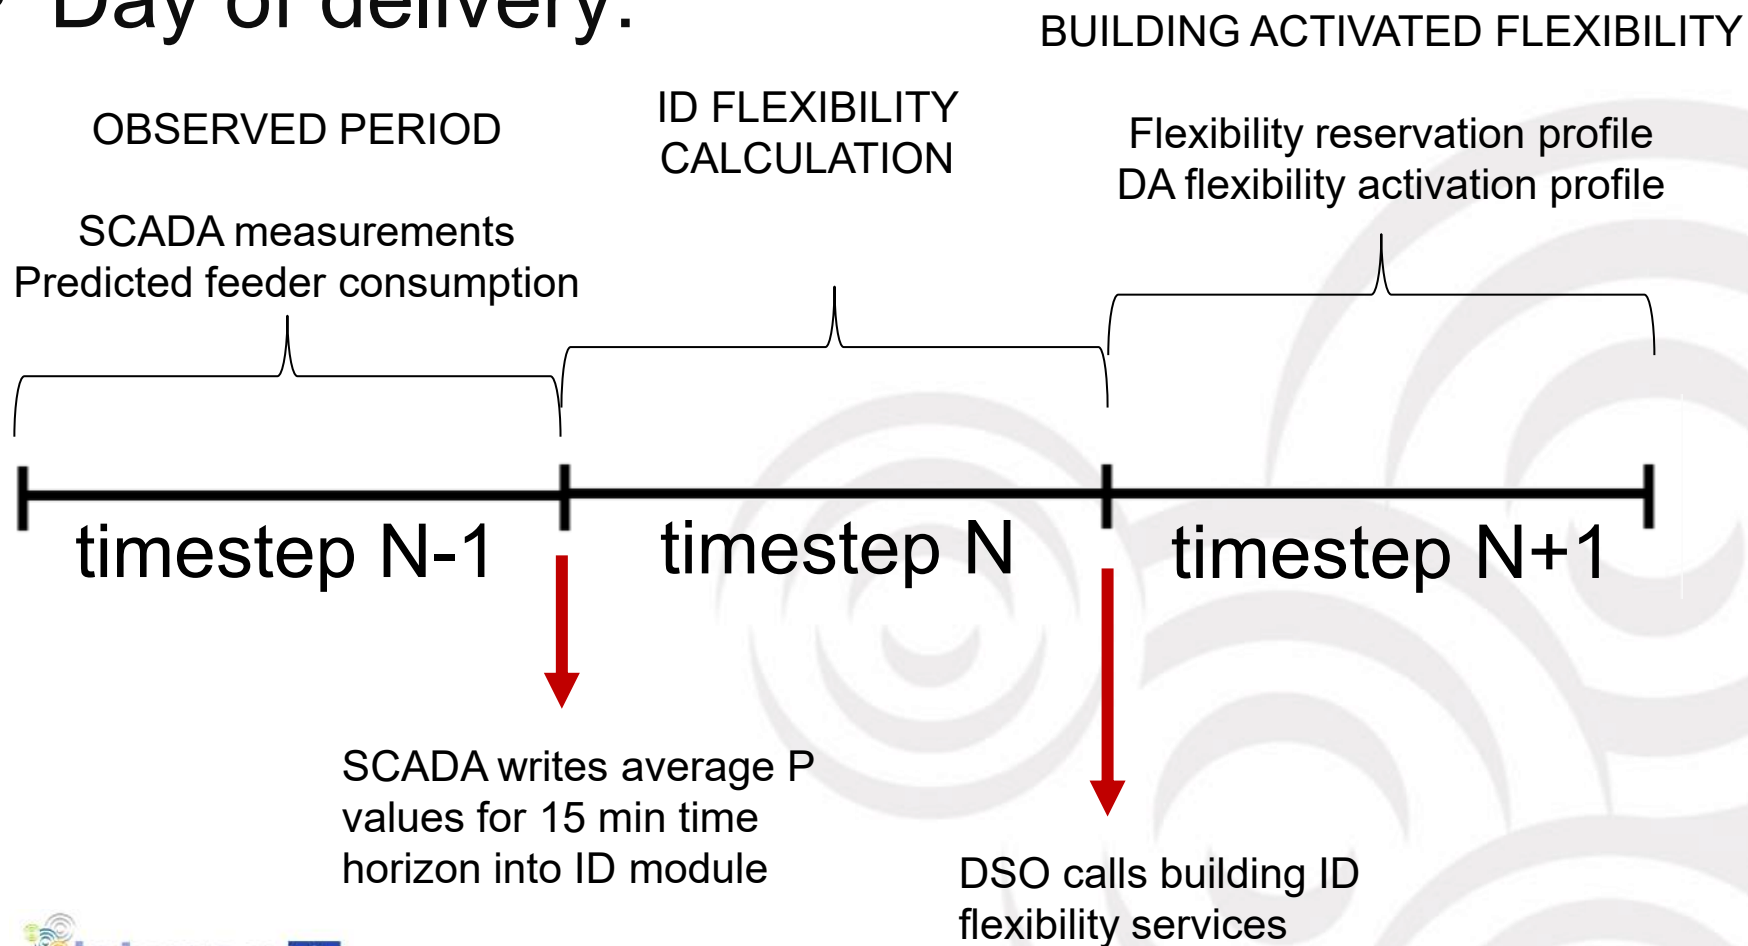 Day of delivery:
BUILDING ACTIVATED FLEXIBILITY
ID FLEXIBILITY
CALCULATION
OBSERVED PERIOD
Flexibility reservation profile
DA flexibility activation profile
SCADA measurements
Predicted feeder consumption
timestep N-1
timestep N
timestep N+1
SCADA writes average P
values for 15 min time
horizon into ID module
DSO calls building ID
flexibility services